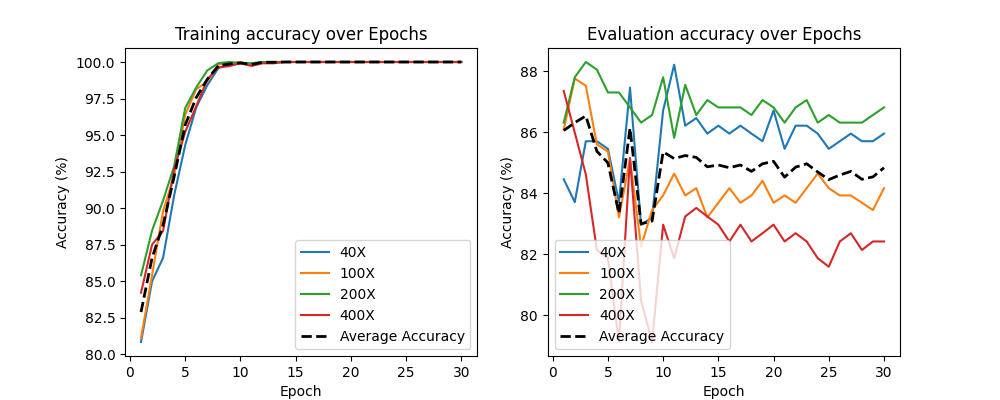 Training accuracy over Epochs
Accuracy (%)
100.0
97.5
95.0
92.5
90.0
87.5
85.0
82.5
80.0
0 5 10 15 20 25 30
Epoch
40X
100X
200X
400X
Average Accuracy
Evaluation accuracy over Epochs
Accuracy (%)
88
86
84
82
80
0 5 10 15 20 25 30
Epoch
40X
100X
200X
400X
Average Accuracy